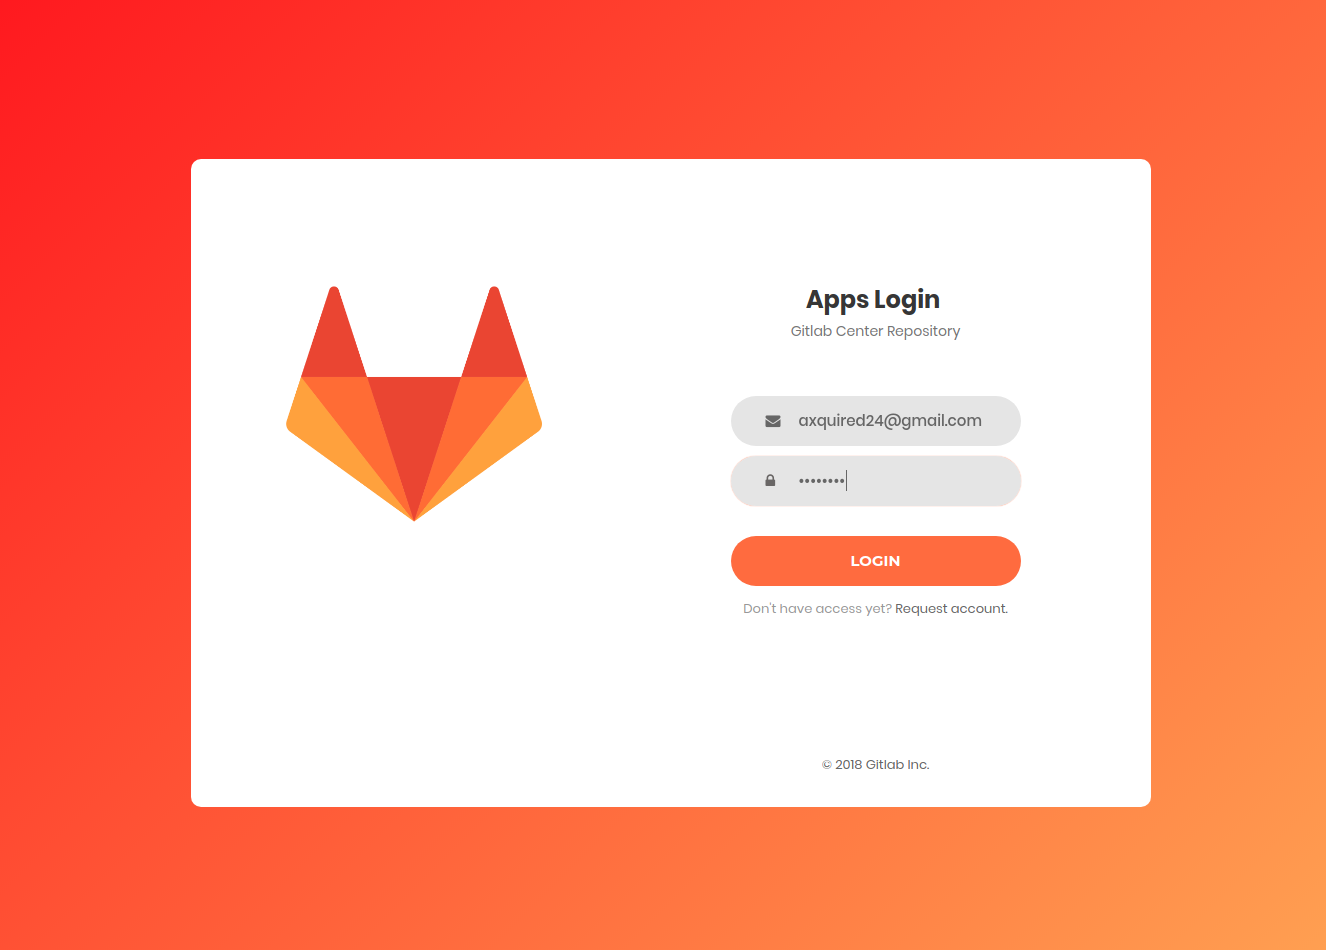 Apps Login
Gitlab Center Repository
axquired24@gmail.com
••••••••
LOGIN
Don't have access yet? Request account.
© 2018 Gitlab Inc.